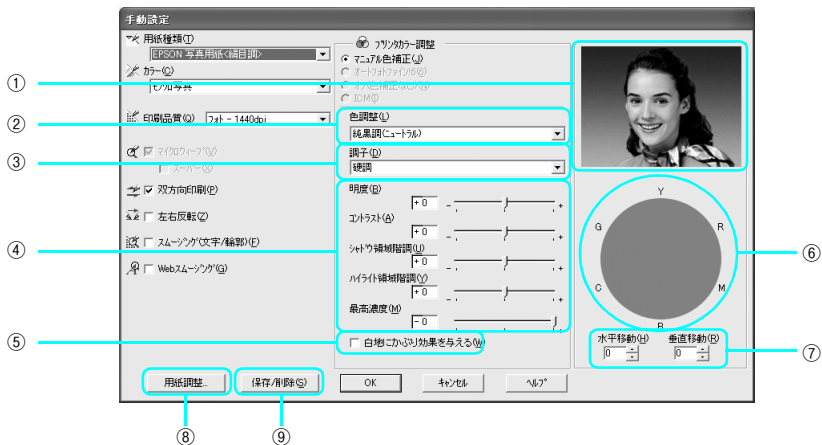 手動設定
用紙種類(T)
EPSON 写真用紙<絹目調>
カラー(C)
モノクロ写真
印刷品質(Q)
フォト - 1440dpi
マイクロウィーブ(V)
スーパー(X)
双方向印刷(P)
左右反転(Z)
スムージング(文字/輪郭)(F)
Webスムージング(G)
用紙調整..
保存/削除(S)
プリンタカラー調整
マニュアル色補正(J)
オートフォトファイン!6(E)
ICM(I)
色調整(L)
純黒調(ニュートラル)
調子(D)
硬調
明度(B)
+ 0
- +
コントラスト(A)
+ 0
- +
シャドウ領域階調(U)
+ 0
- +
ハイライト領域階調(Y)
+ 0
- +
最高濃度(M)
- 0
白地にかぶり効果を与える(W)
OK
キャンセル
ヘルプ
Y
G
R
C
M
B
水平移動(H)
垂直移動(R)
0
0
①
②
③
④
⑤
⑥
⑦
⑧
⑨